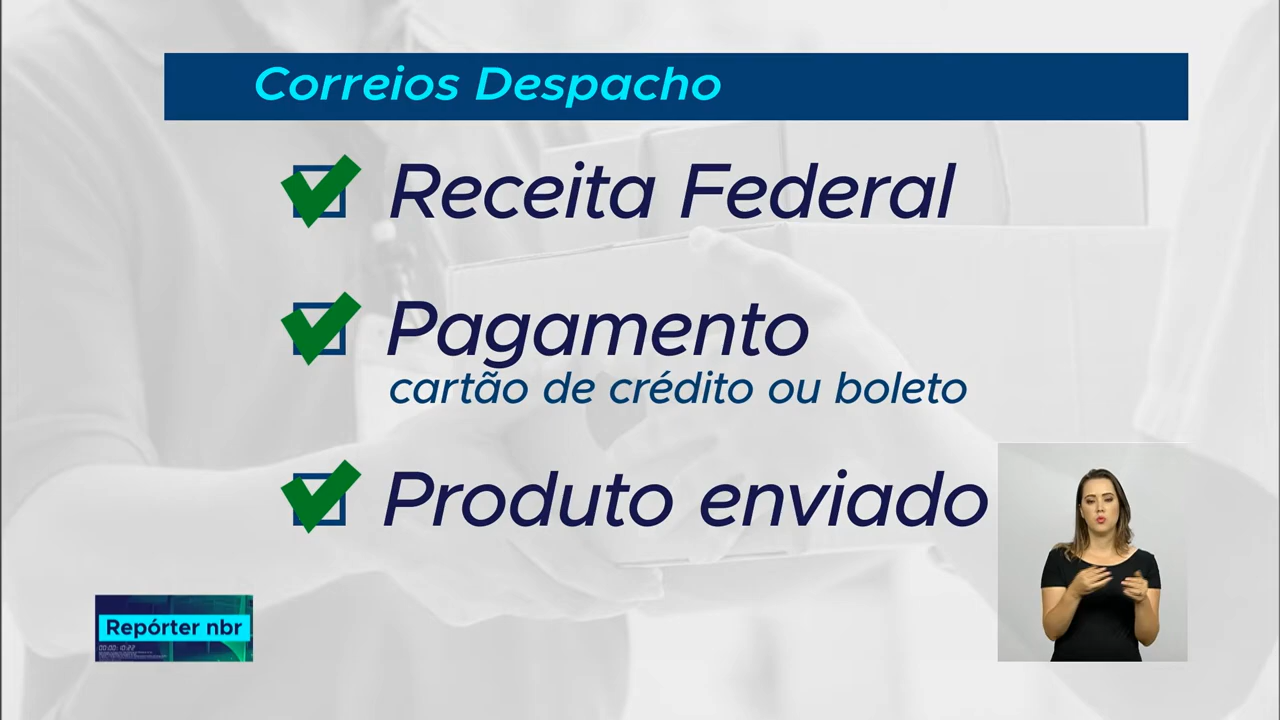 Correios Despacho
Receita Federal
Pagamento
cartão de crédito ou boleto
Produto enviado
Repórter nbr